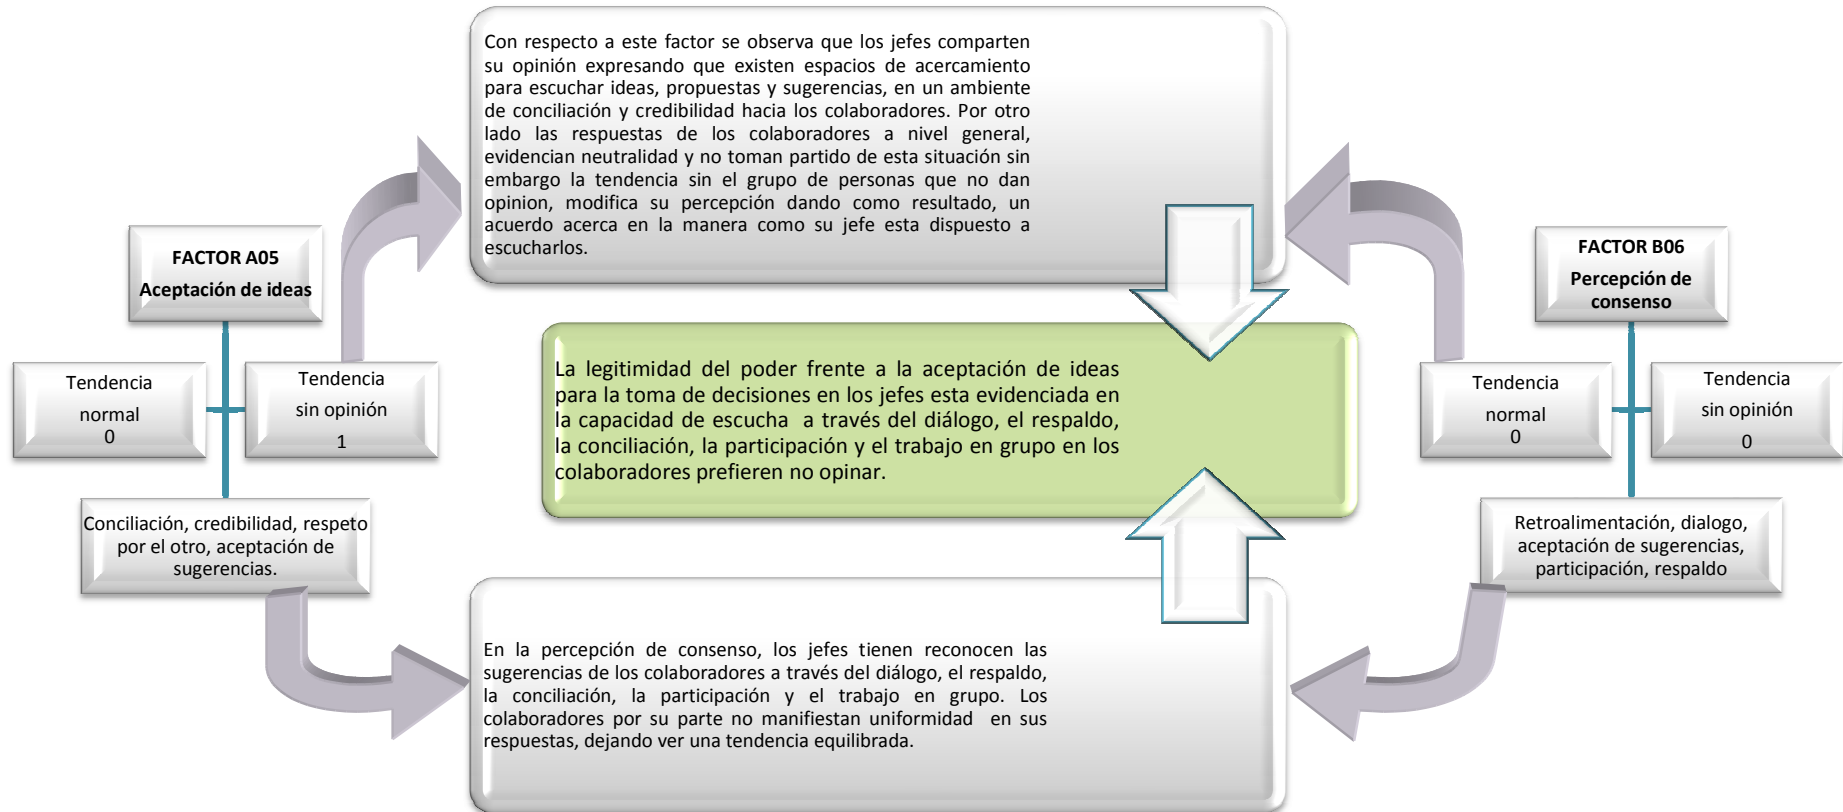 Con respecto a este factor se observa que los jefes comparten
su opinión expresando que existen espacios de acercamiento
para escuchar ideas, propuestas y sugerencias, en un ambiente
de conciliación y credibilidad hacia los colaboradores. Por otro
lado las respuestas de los colaboradores a nivel general,
evidencian neutralidad y no toman partido de esta situación sin
embargo la tendencia sin el grupo de personas que no dan
opinion, modifica su percepción dando como resultado, un
acuerdo acerca en la manera como su jefe esta dispuesto a
escucharlos.
FACTOR A05
Aceptación de ideas
Tendencia
normal
0
Tendencia
sin opinión
1
Conciliación, credibilidad, respeto
por el otro, aceptación de
sugerencias.
La legitimidad del poder frente a la aceptación de ideas
para la toma de decisiones en los jefes esta evidenciada en
la capacidad de escucha a través del diálogo, el respaldo,
la conciliación, la participación y el trabajo en grupo en los
colaboradores prefieren no opinar.
FACTOR B06
Percepción de
consenso
Tendencia
normal
0
Tendencia
sin opinión
0
Retroalimentación, dialogo,
aceptación de sugerencias,
participación, respaldo
En la percepción de consenso, los jefes tienen reconocen las
sugerencias de los colaboradores a través del diálogo, el respaldo,
la conciliación, la participación y el trabajo en grupo. Los
colaboradores por su parte no manifiestan uniformidad en sus
respuestas, dejando ver una tendencia equilibrada.